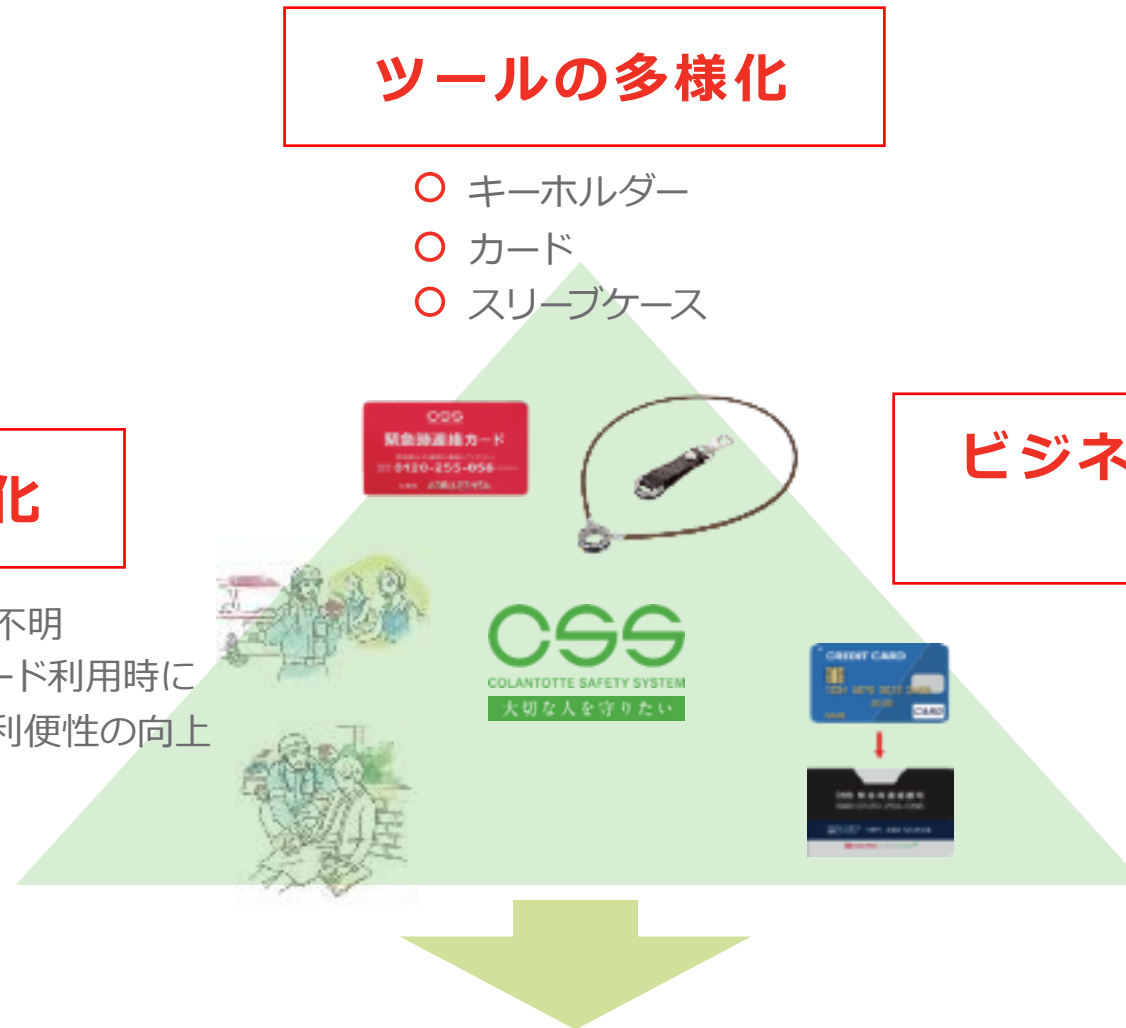 ツールの多様化
キーホルダー
カード
スリーブケース
化
不明
ード利用時に
利便性の向上
ビジネ
CSS
緊急時連絡カード
0120-255-056
CSS
COLANTOTTE SAFETY SYSTEM
大切な人を守りたい
CREDIT CARD
CARD